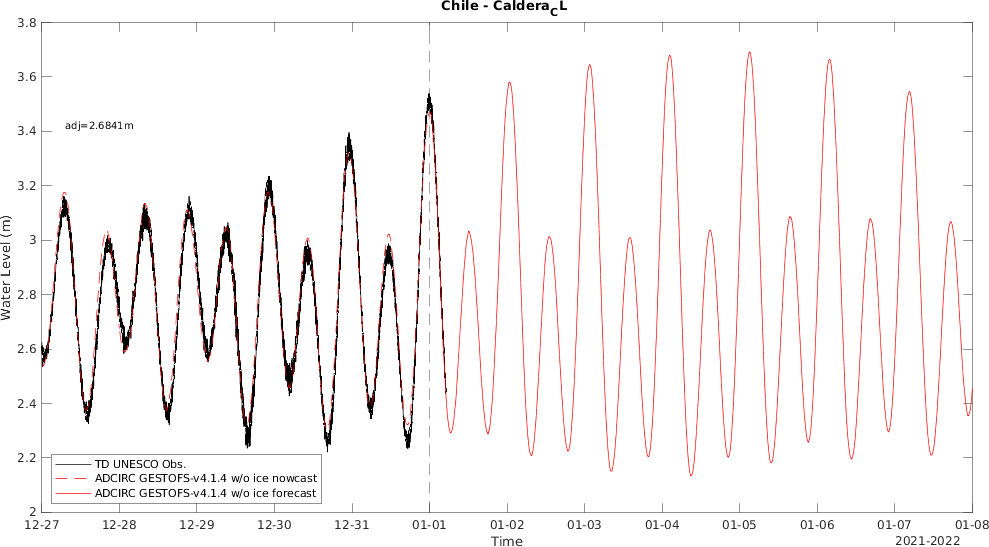 Chile - CalderaCL
3.8
3.6
3.4
3.2
3
2.8
2.6
2.4
2.2
2
Water Level (m)
adj=2.6841m
TD UNESCO Obs.
ADCIRC GESTOFS-v4.1.4 w/o ice nowcast
ADCIRC GESTOFS-v4.1.4 w/o ice forecast
12-27 12-28 12-29 12-30 12-31 01-01 01-02 01-03 01-04 01-05 01-06 01-07 01-08
Time
2021-2022